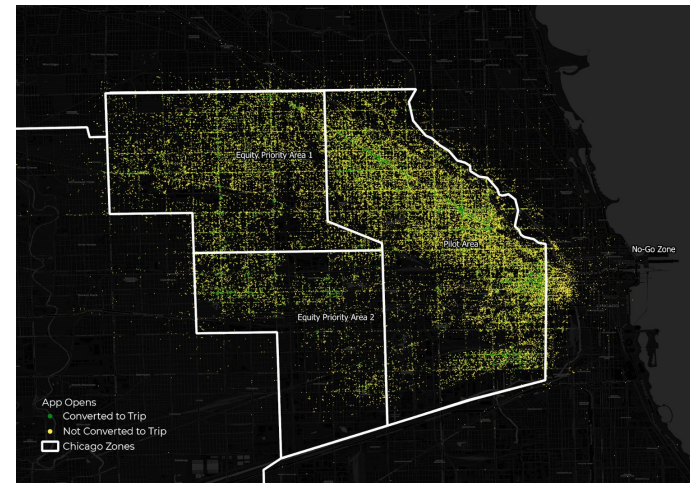 Equity Priority Area 1
Pilot Area
No-Go Zone
Equity Priority Area 2
App Opens
Converted to Trip
Not Converted to Trip
Chicago Zones